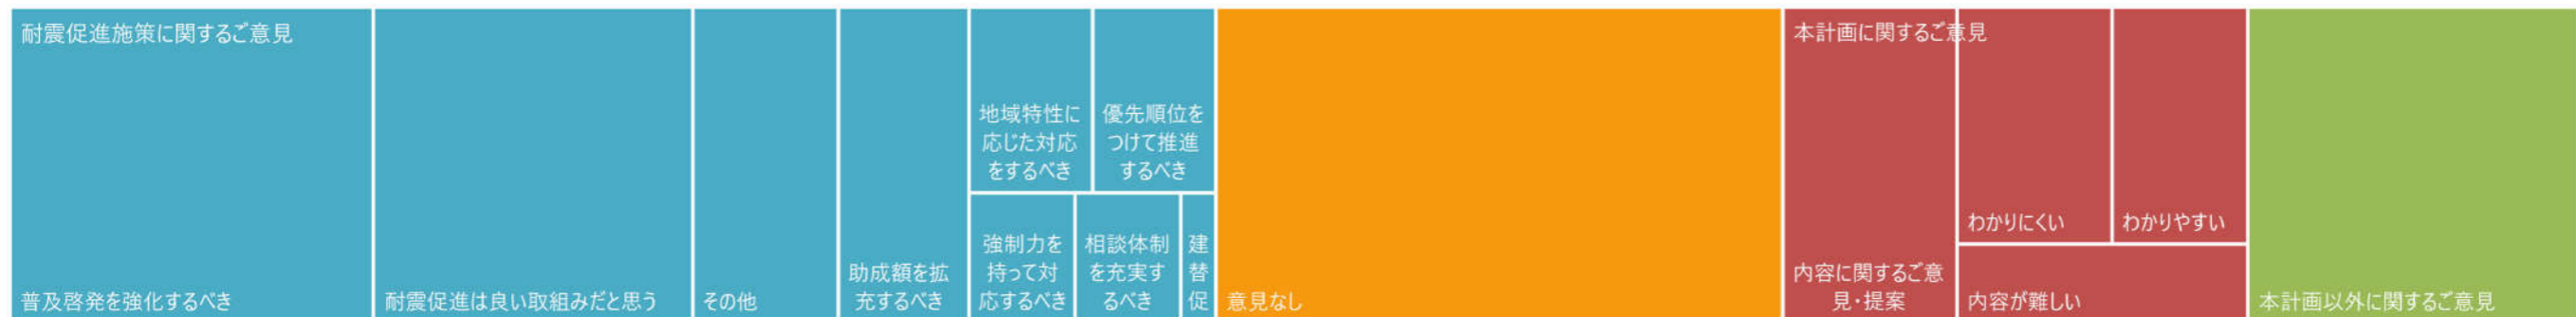 耐震促進施策に関するご意見
普及啓発を強化するべき
耐震促進は良い取組みだと思う
その他
助成額を拡
充するべき
地域特性に
応じた対応
をするべき
優先順位を
つけて推進
するべき
強制力を
持って対
応するべき
相談体制
を充実す
るべき
建
替
促
意見なし
本計画に関するご意見
内容に関するご意
見・提案
わかりにくい
わかりやすい
内容が難しい
本計画以外に関するご意見